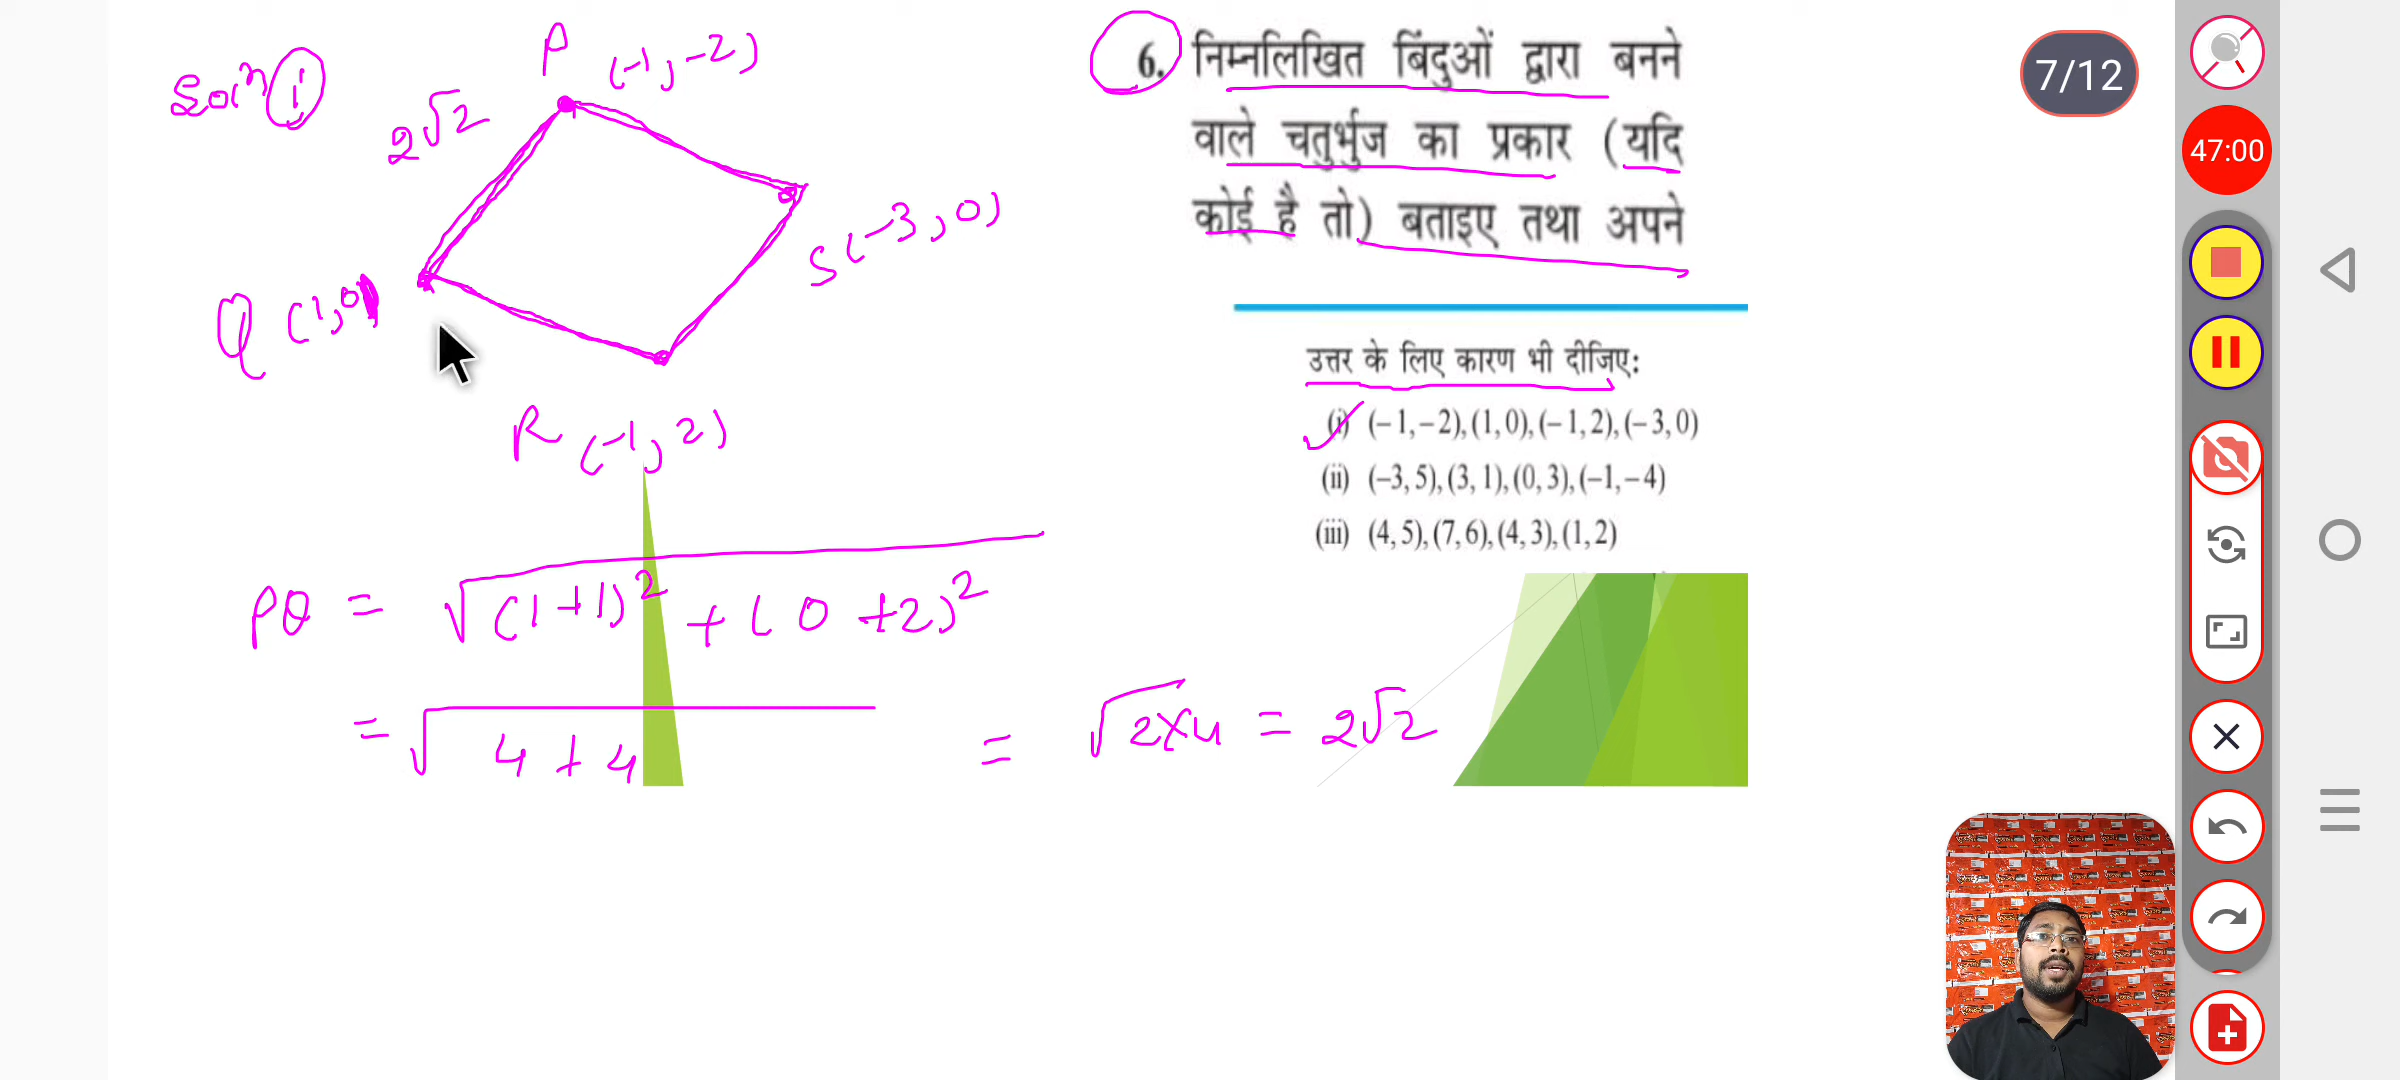 Solⁿ (i)
P (-1, -2)
2√2
S (-3, 0)
Q (1, 0)
R (-1, 2)
PQ = √(1+1)² + (0+2)²
= √4+4 = √2×4 = 2√2
6. निम्नलिखित बिंदुओं द्वारा बनने
वाले चतुर्भुज का प्रकार (यदि
कोई है तो) बताइए तथा अपने
उत्तर के लिए कारण भी दीजिए:
(i) (– 1, – 2), (1, 0), (– 1, 2), (– 3, 0)
(ii) (–3, 5), (3, 1), (0, 3), (–1, – 4)
(iii) (4, 5), (7, 6), (4, 3), (1, 2)
7/12
47:00